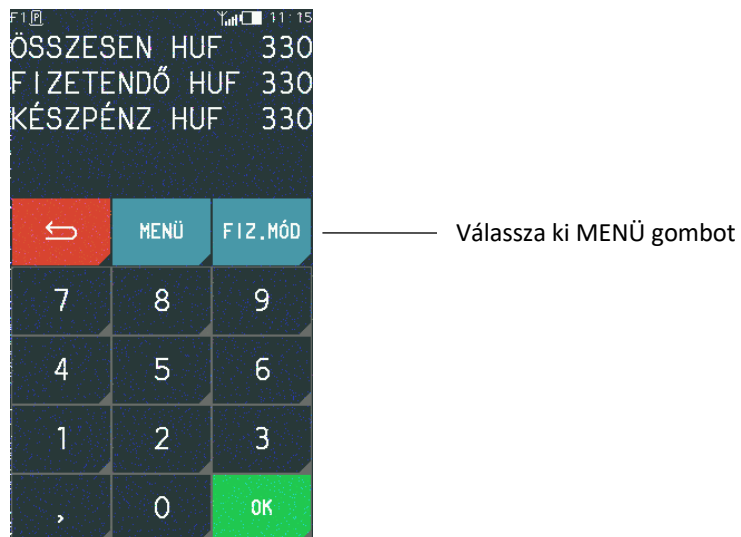 F1 P 11:15
ÖSSZESEN HUF 330
FIZETENDŐ HUF 330
KÉSZPÉNZ HUF 330
MENÜ FIZ.MÓD Válassza ki MENÜ gombot
7 8 9
4 5 6
1 2 3
, 0 OK